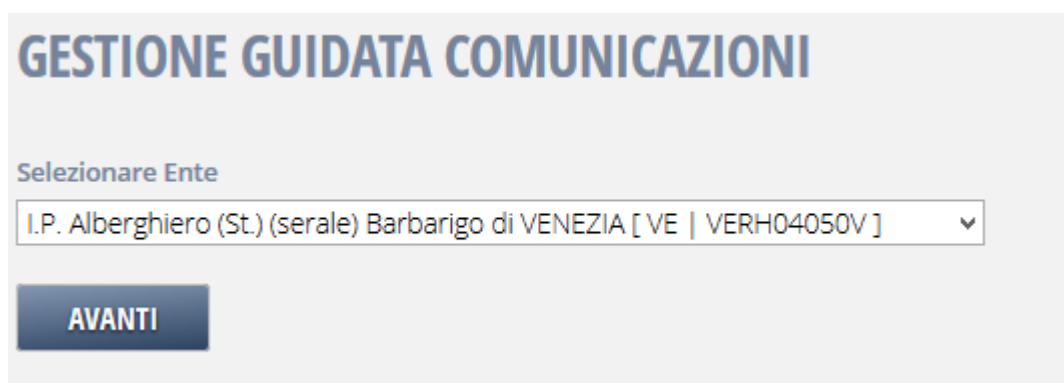 GESTIONE GUIDATA COMUNICAZIONI
Selezionare Ente
I.P. Alberghiero (St.) (serale) Barbarigo di VENEZIA [ VE | VERH04050V ]
AVANTI